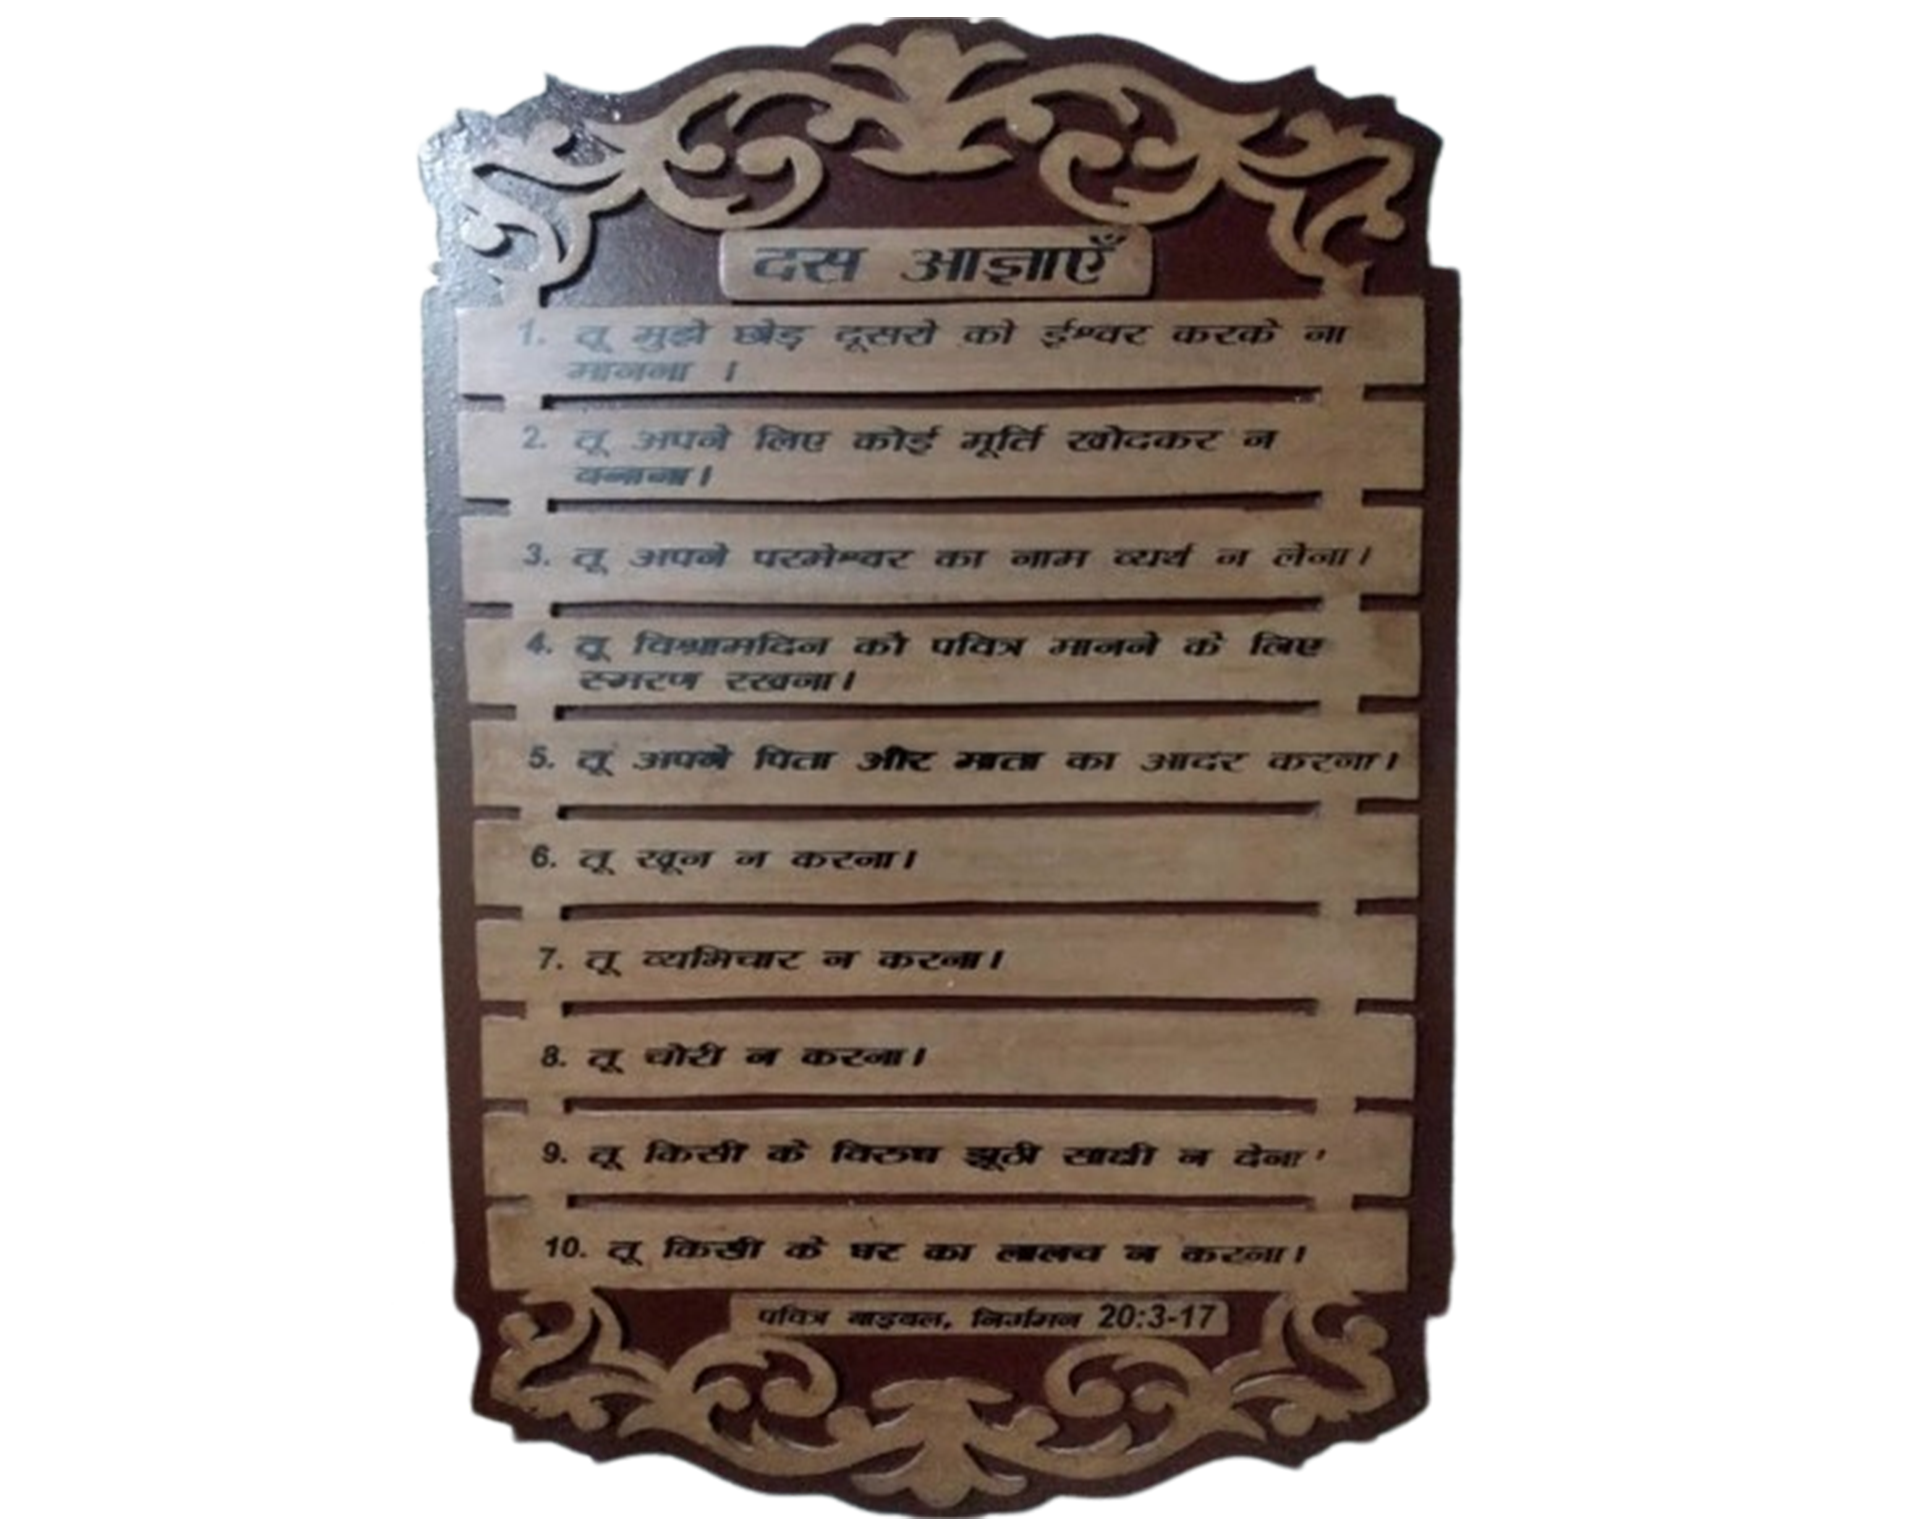 दस आज्ञाएँ
1. तू मुझे छोड़ दूसरो को ईश्वर करके ना
मानना ।
2. तू अपने लिए कोई मूर्ति खोदकर न
बनाना।
3. तू अपने परमेश्वर का नाम व्यर्थ न लेना।
4. तू विश्रामदिन को पवित्र मानने के लिए
स्मरण रखना।
5. तू अपने पिता और माता का आदर करना।
6. तू खून न करना।
7. तू व्यभिचार न करना।
8. तू चोरी न करना।
9. तू किसी के विरुध झूठी साक्षी न देना।
10. तू किसी के घर का लालच न करना।
पवित्र बाइबल, निर्गमन 20:3-17